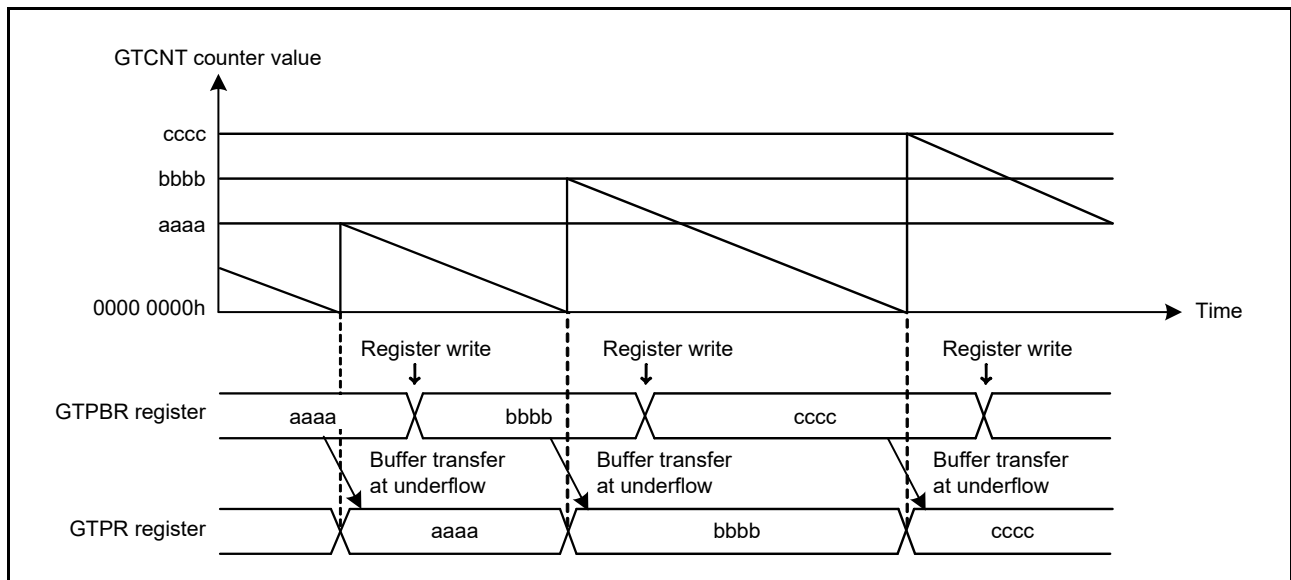 GTCNT counter value
cccc
bbbb
aaaa
0000 0000h
Time
Register write
Register write
Register write
GTPBR register
aaaa
bbbb
cccc
Buffer transfer
at underflow
Buffer transfer
at underflow
Buffer transfer
at underflow
GTPR register
aaaa
bbbb
cccc